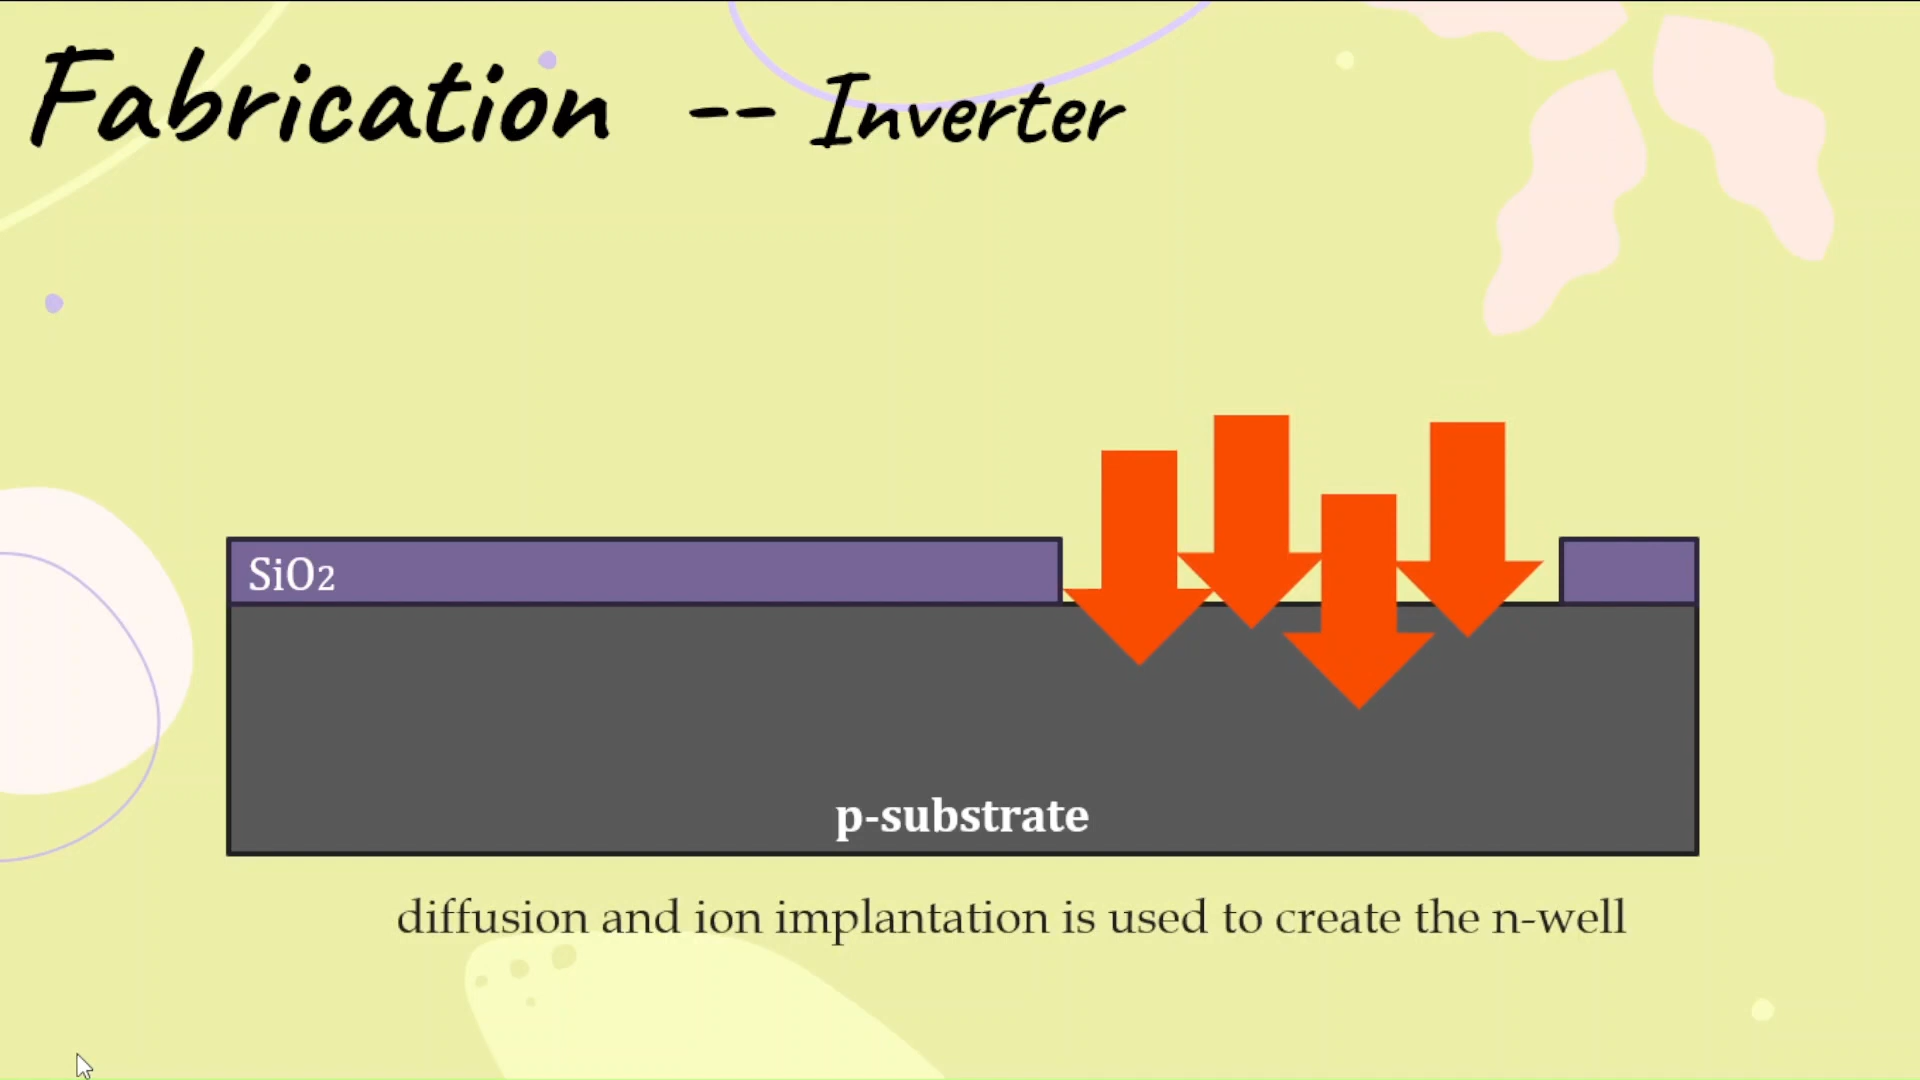 Fabrication -- Inverter
SiO2
p-substrate
diffusion and ion implantation is used to create the n-well